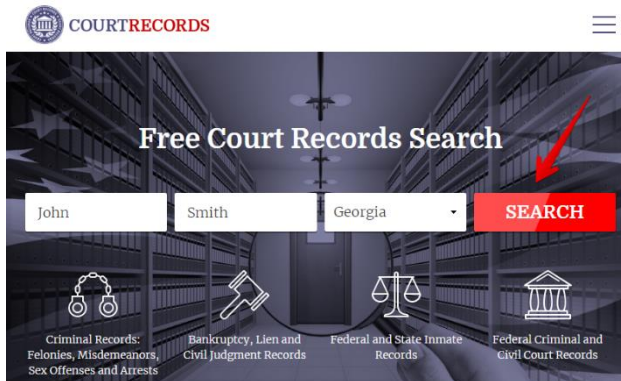 COURTRECORDS
Free Court Records Search
John
Smith
Georgia
SEARCH
Criminal Records:
Felonies, Misdemeanors,
Sex Offenses and Arrests
Bankruptcy, Lien and
Civil Judgment Records
Federal and State Inmate
Records
Federal Criminal and
Civil Court Records